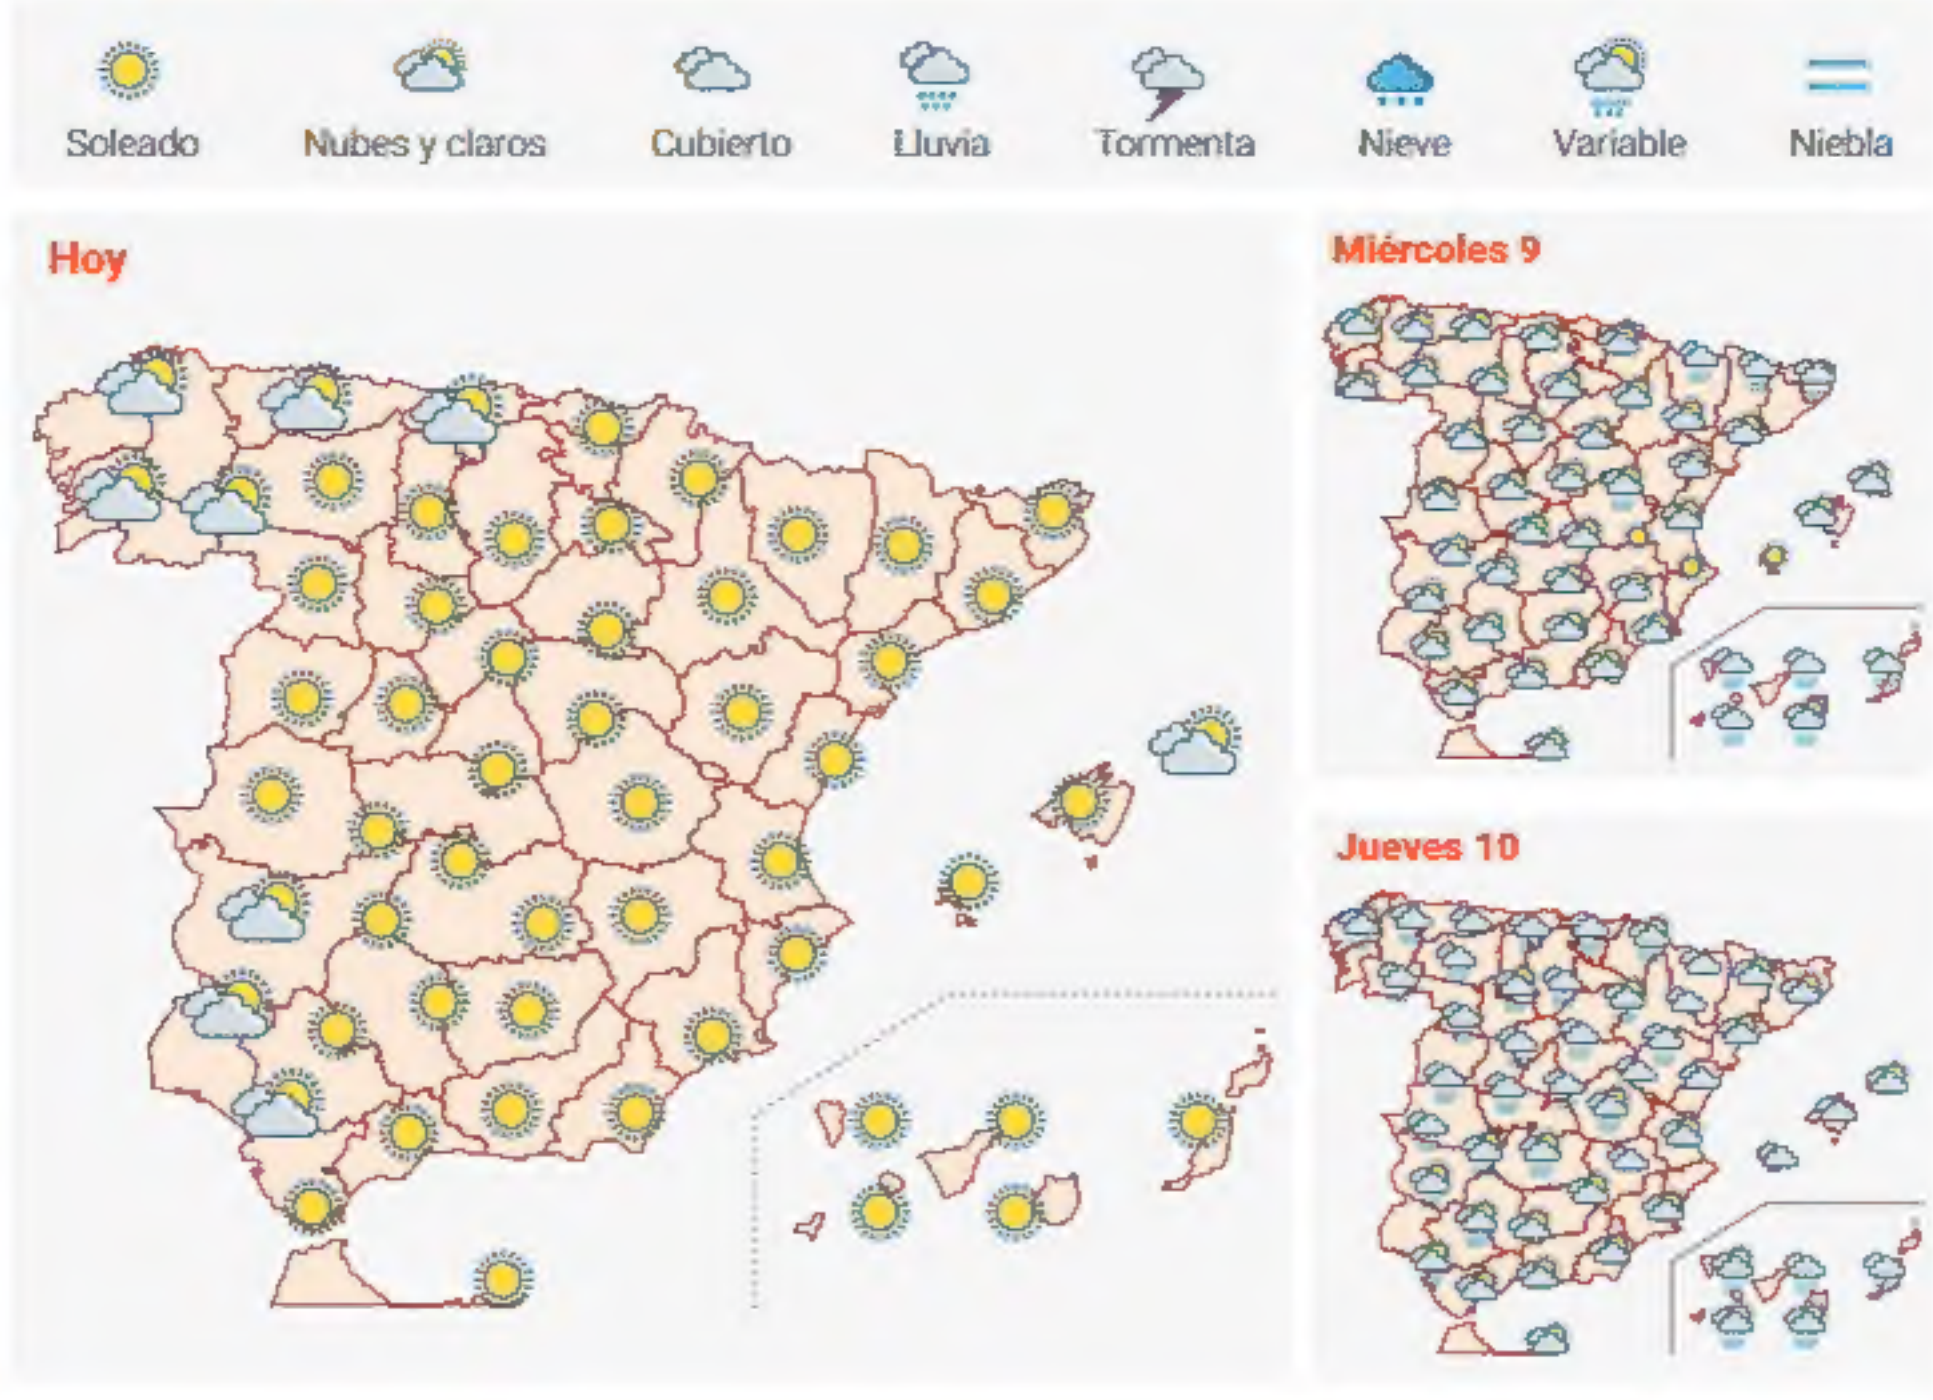 Soleado Nubes y claros Cubierto Lluvia Tormenta Nieve Variable Niebla
Hoy
Miércoles 9
Jueves 10